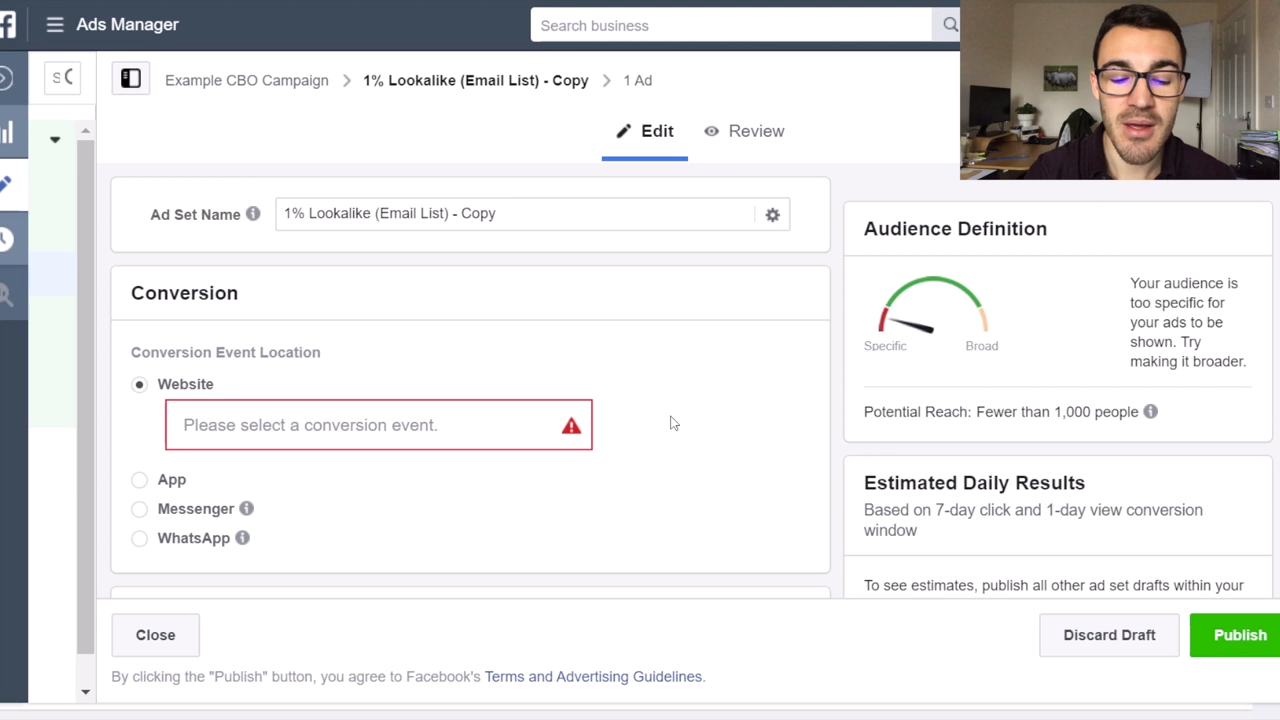 Ads Manager
Search business
Example CBO Campaign
1% Lookalike (Email List) - Copy
1 Ad
Edit
Review
Ad Set Name
1% Lookalike (Email List) - Copy
Conversion
Conversion Event Location
Website
Please select a conversion event.
App
Messenger
WhatsApp
Audience Definition
Specific
Broad
Your audience is
too specific for
your ads to be
shown. Try
making it broader.
Potential Reach: Fewer than 1,000 people
Estimated Daily Results
Based on 7-day click and 1-day view conversion
window
To see estimates, publish all other ad set drafts within your
Close
Discard Draft
Publish
By clicking the "Publish" button, you agree to Facebook's Terms and Advertising Guidelines.